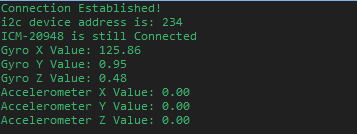 Connection Established!
i2c device address is: 234
ICM-20948 is still Connected
Gyro X Value: 125.86
Gyro Y Value: 0.95
Gyro Z Value: 0.48
Accelerometer X Value: 0.00
Accelerometer Y Value: 0.00
Accelerometer Z Value: 0.00